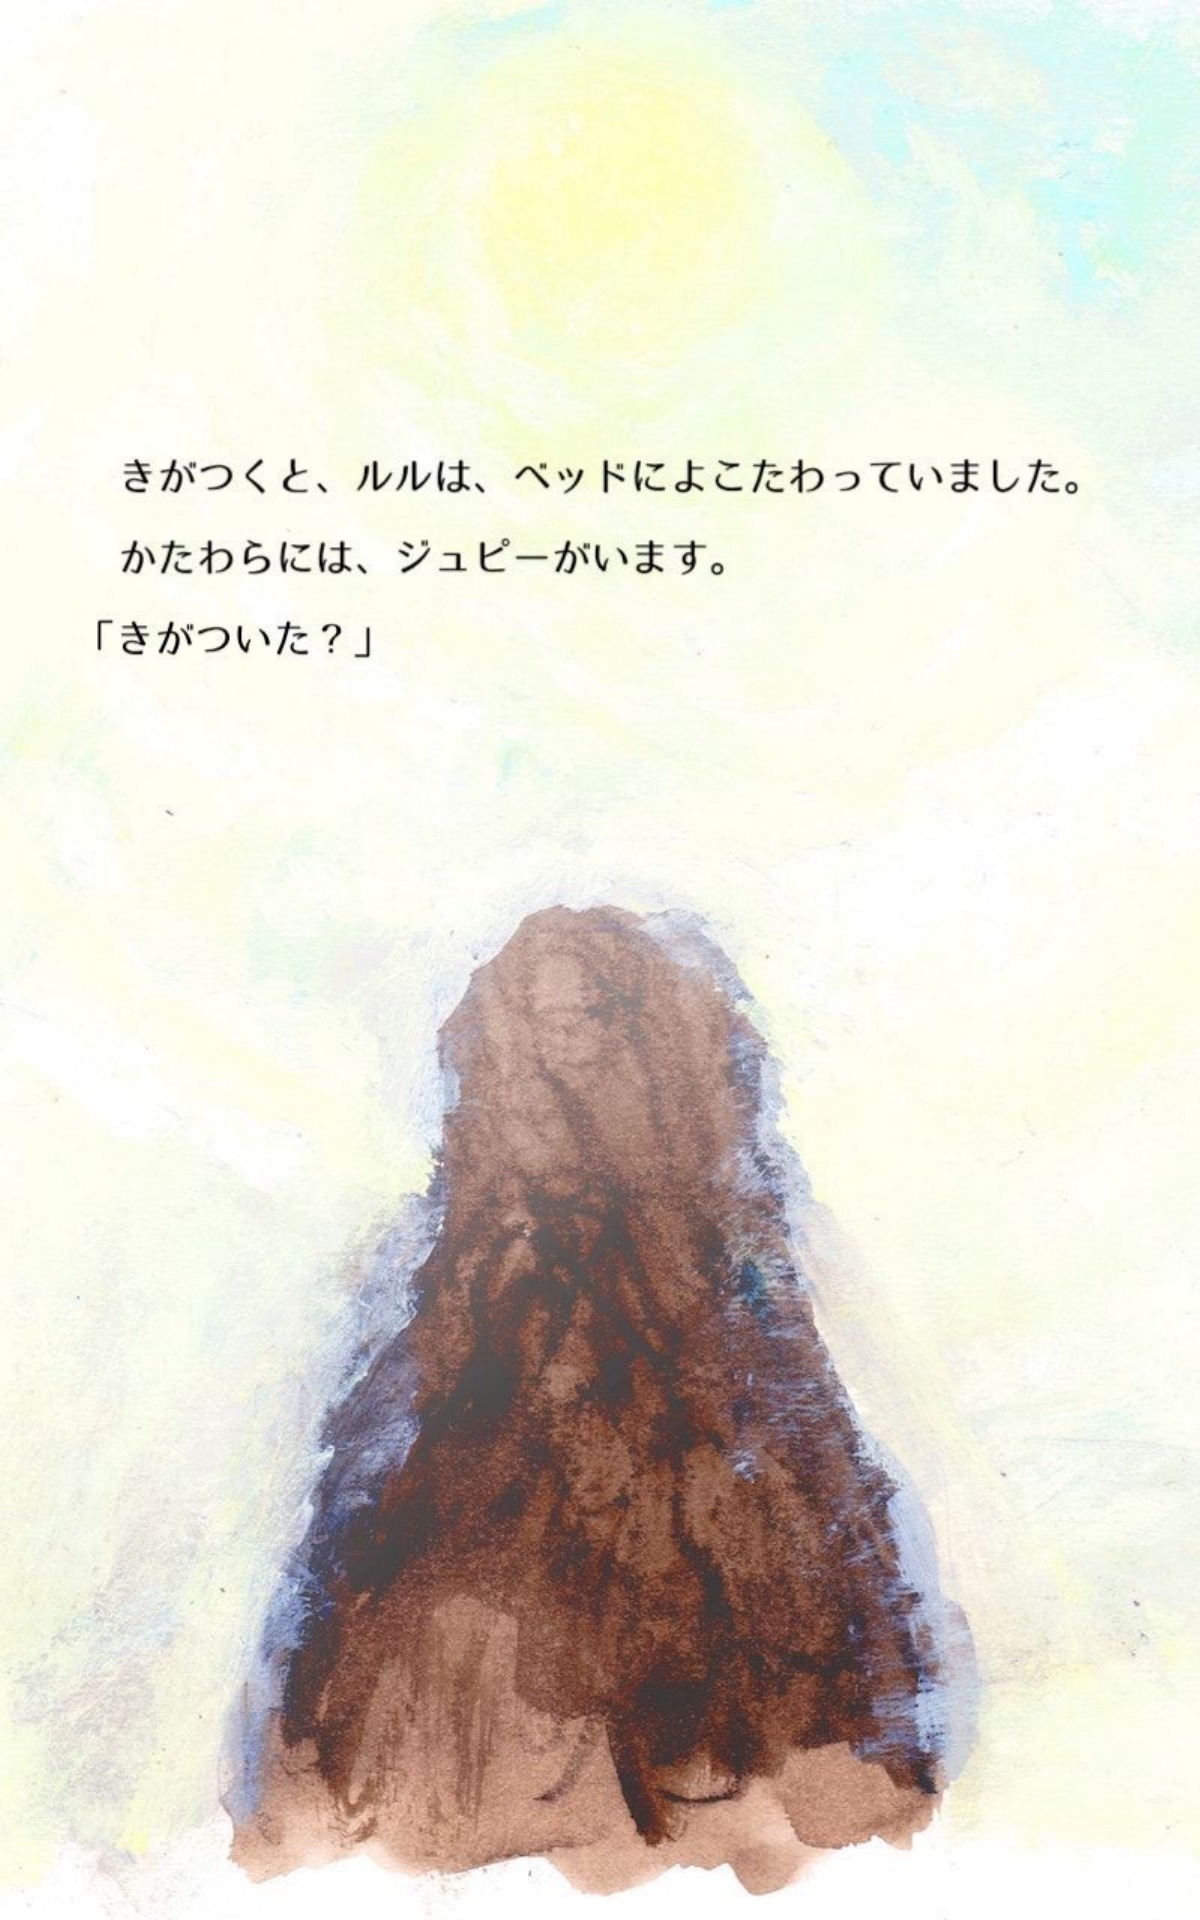 きがつくと、ルルは、ベッドによこたわっていました。
かたわらには、ジュピーがいます。
「きがついた？」